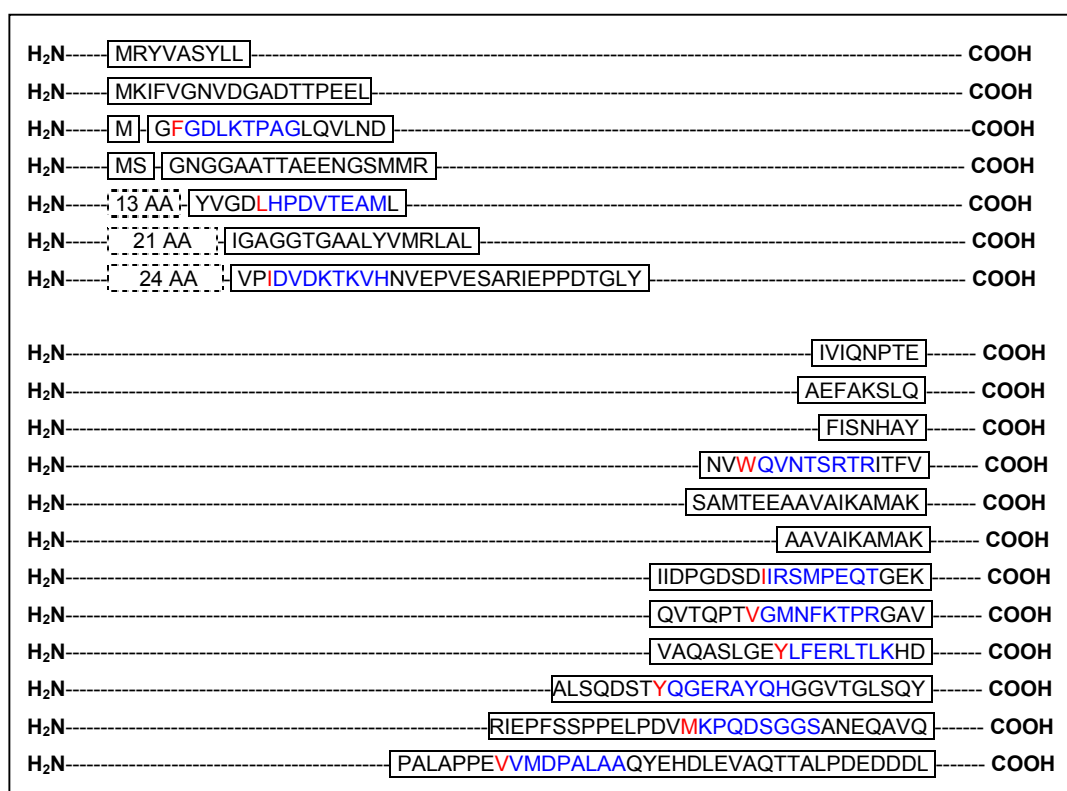 H₂N MRYVASYLL COOH
H₂N MKIFVGNVDGADTTPEEL COOH
H₂N M GFGDLKTPAGLQVLND COOH
H₂N MS GNGGAATTAEENGSMMR COOH
H₂N 13 AA YVGDLHPDVTEAML COOH
H₂N 21 AA IGAGGTGAALYVMRLAL COOH
H₂N 24 AA VPIDVDKTKVHNVEPVESARIEPPDTGLY COOH
H₂N IVIQNPTE COOH
H₂N AEFAKSLQ COOH
H₂N FISNHAY COOH
H₂N NVWQVNTSRTRITFV COOH
H₂N SAMTEEAAVAIKAMAK COOH
H₂N AAVAIKAMAK COOH
H₂N IIDPGDSDIIRSMPEQTGEK COOH
H₂N QVTQPTVGMNFKTPRGAV COOH
H₂N VAQASLGEYLFERLTLKHD COOH
H₂N ALSQDSTYQGERAYQHGGVTGLSQY COOH
H₂N RIEPFSSPPELPDVMKPQDSGGSANEQAVQ COOH
H₂N PALAPPEVVMDPALAAQYEHDLEVAQTTALPDEDDDL COOH